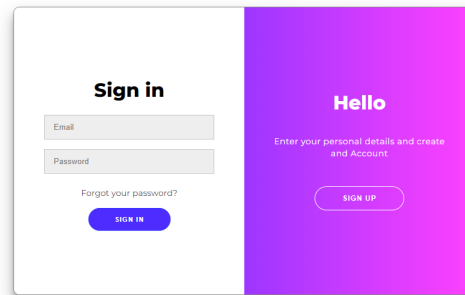 Sign in
Email
Password
Forgot your password?
SIGN IN
Hello
Enter your personal details and create
and Account
SIGN UP